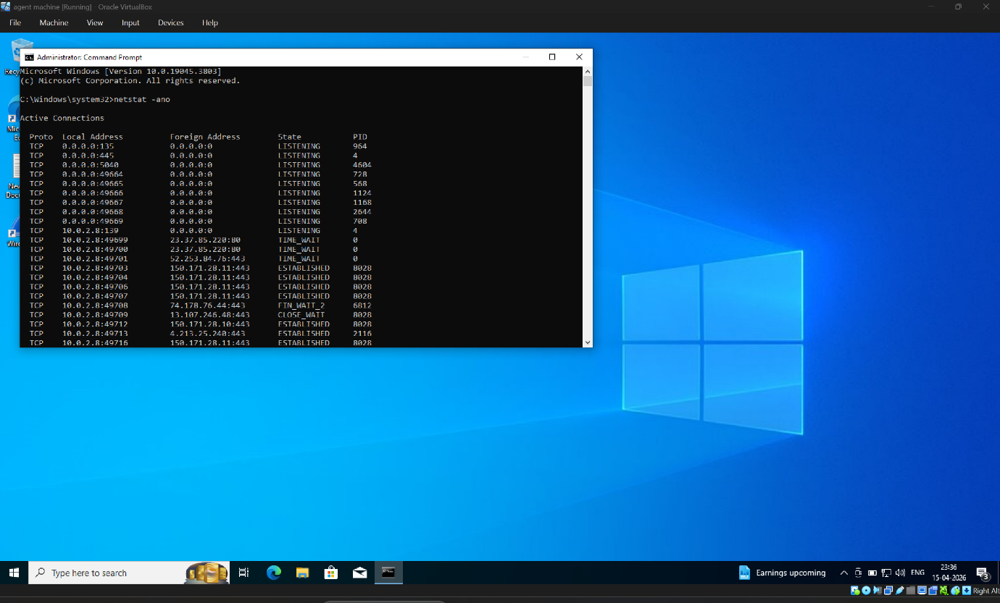 agent machine [Running] Oracle VirtualBox
File Machine View Input Devices Help
Administrator: Command Prompt
Microsoft Windows [Version 10.0.19045.3803]
(c) Microsoft Corporation. All rights reserved.
C:\Windows\system32>netstat -ano
Active Connections
Proto Local Address Foreign Address State PID
TCP 0.0.0.0:135 0.0.0.0:0 LISTENING 964
TCP 0.0.0.0:445 0.0.0.0:0 LISTENING 4
TCP 0.0.0.0:5040 0.0.0.0:0 LISTENING 4604
TCP 0.0.0.0:49664 0.0.0.0:0 LISTENING 728
TCP 0.0.0.0:49665 0.0.0.0:0 LISTENING 568
TCP 0.0.0.0:49666 0.0.0.0:0 LISTENING 1124
TCP 0.0.0.0:49667 0.0.0.0:0 LISTENING 1168
TCP 0.0.0.0:49668 0.0.0.0:0 LISTENING 2644
TCP 0.0.0.0:49669 0.0.0.0:0 LISTENING 708
TCP 10.0.2.8:139 0.0.0.0:0 LISTENING 4
TCP 10.0.2.8:49699 23.37.85.220:80 TIME_WAIT 0
TCP 10.0.2.8:49700 23.37.85.220:80 TIME_WAIT 0
TCP 10.0.2.8:49701 52.253.84.76:443 TIME_WAIT 0
TCP 10.0.2.8:49703 150.171.28.11:443 ESTABLISHED 8028
TCP 10.0.2.8:49704 150.171.28.11:443 ESTABLISHED 8028
TCP 10.0.2.8:49706 150.171.28.11:443 ESTABLISHED 8028
TCP 10.0.2.8:49707 150.171.28.11:443 ESTABLISHED 8028
TCP 10.0.2.8:49708 74.178.76.44:443 FIN_WAIT_2 6812
TCP 10.0.2.8:49709 13.107.246.48:443 CLOSE_WAIT 8028
TCP 10.0.2.8:49712 150.171.28.10:443 ESTABLISHED 8028
TCP 10.0.2.8:49713 4.213.25.240:443 ESTABLISHED 2116
TCP 10.0.2.8:49716 150.171.28.11:443 ESTABLISHED 8028
Recy
Mic
Ne
Docu
Wire
Type here to search
Earnings upcoming
ENG
23:36
15-04-2026
3
Right Alt